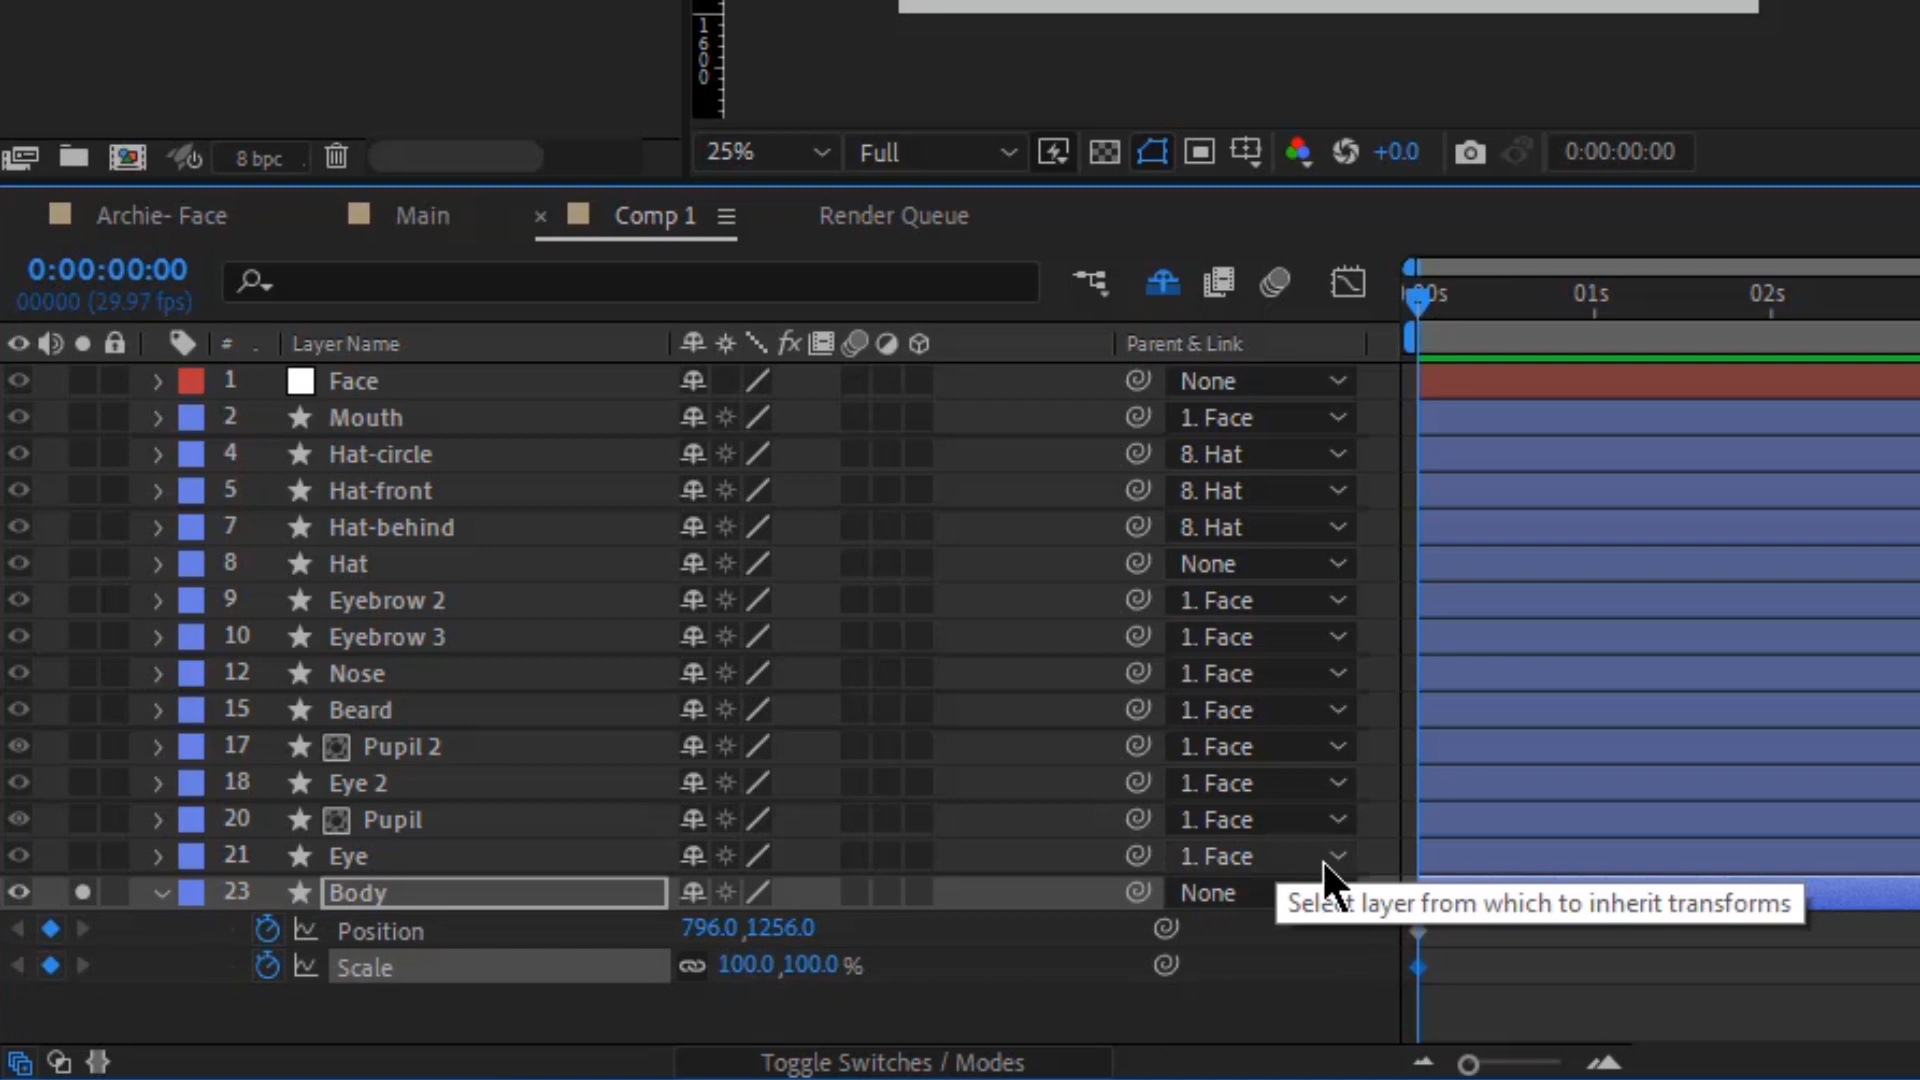 1600
8 bpc
25%
Full
+0.0
0:00:00:00
Archie- Face
Main
× Comp 1
Render Queue
0:00:00:00
00000 (29.97 fps)
00s 01s 02s
# Layer Name
fx
Parent & Link
1 Face None
2 Mouth 1. Face
4 Hat-circle 8. Hat
5 Hat-front 8. Hat
7 Hat-behind 8. Hat
8 Hat None
9 Eyebrow 2 1. Face
10 Eyebrow 3 1. Face
12 Nose 1. Face
15 Beard 1. Face
17 Pupil 2 1. Face
18 Eye 2 1. Face
20 Pupil 1. Face
21 Eye 1. Face
23 Body None
Select layer from which to inherit transforms
Position 796.0 ,1256.0
Scale 100.0 ,100.0 %
Toggle Switches / Modes